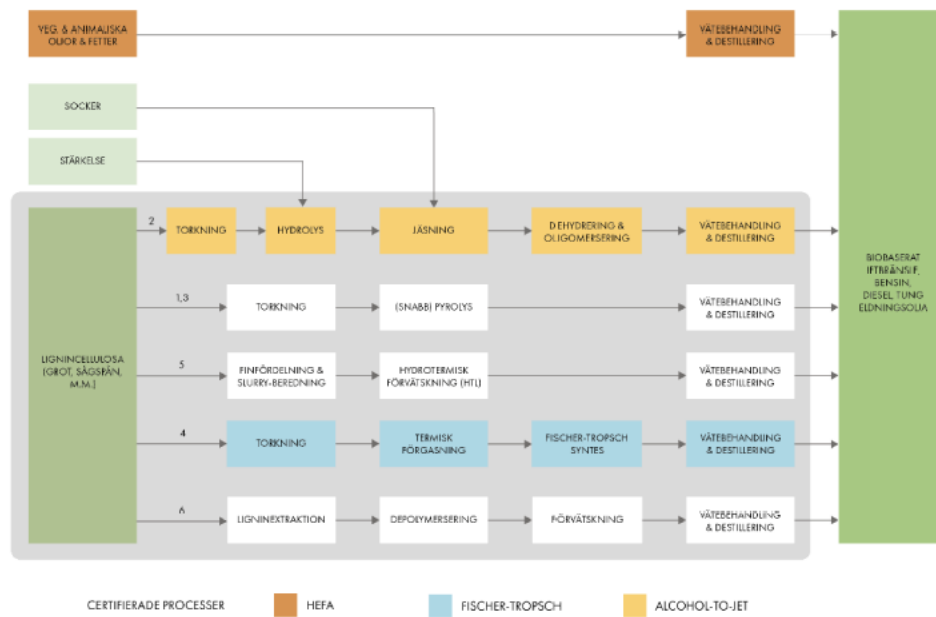 VEG. & ANIMALISKA
OLJOR & FETTER
VÄTEBEHANDLING
& DESTILLERING
SOCKER
STÄRKELSE
2
TORKNING
HYDROLYS
JÄSNING
DEHYDRERING &
OLIGOMERSERING
VÄTEBEHANDLING
& DESTILLERING
1,3
TORKNING
(SNABB) PYROLYS
VÄTEBEHANDLING
& DESTILLERING
LIGNINCELLULOSA
(GROT, SÅGSPÅN,
M.M.)
5
FINFÖRDELNING &
SLURRY-BEREDNING
HYDROTERMISK
FÖRVÄTSKNING (HTL)
VÄTEBEHANDLING
& DESTILLERING
4
TORKNING
TERMISK
FÖRGASNING
FISCHER-TROPSCH
SYNTES
VÄTEBEHANDLING
& DESTILLERING
6
LIGNINEXTRAKTION
DEPOLYMERSERING
FÖRVÄTSKNING
VÄTEBEHANDLING
& DESTILLERING
BIOBASERAT
BENSIN,
DIESEL, TUNG
ELDNINGSOLJA
CERTIFIERADE PROCESSER
HEFA
FISCHER-TROPSCH
ALCOHOL-TO-JET